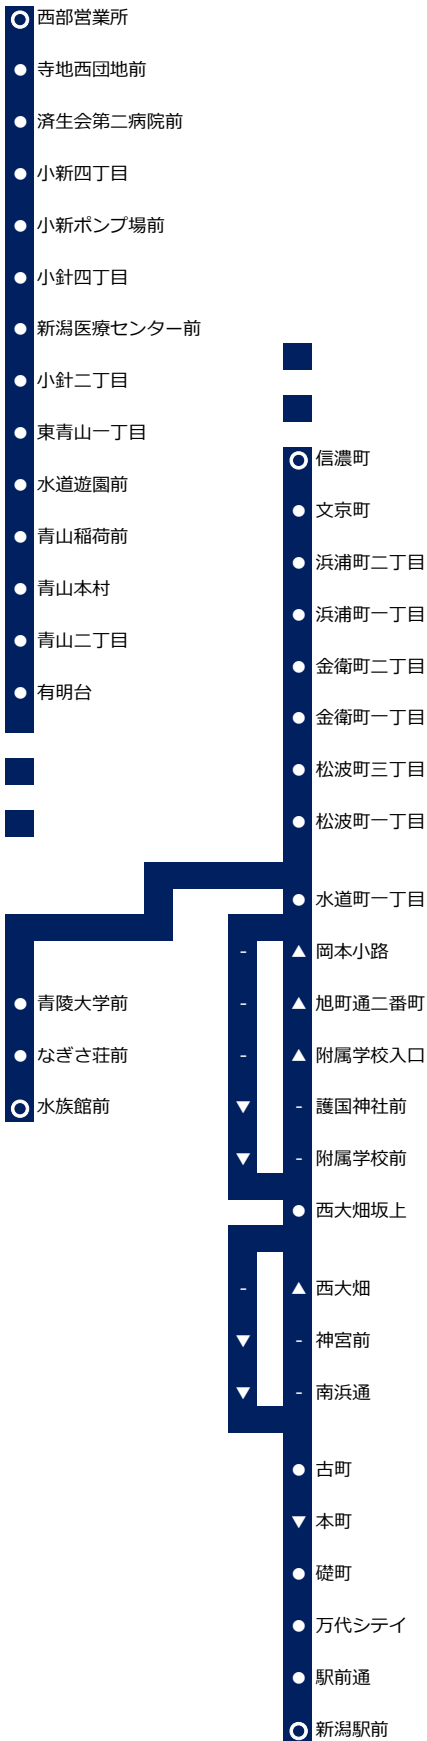 西部営業所
寺地西団地前
済生会第二病院前
小新四丁目
小新ポンプ場前
小針四丁目
新潟医療センター前
小針二丁目
東青山一丁目
水道遊園前
青山稲荷前
青山本村
青山二丁目
有明台
青陵大学前
なぎさ荘前
水族館前
信濃町
文京町
浜浦町二丁目
浜浦町一丁目
金衛町二丁目
金衛町一丁目
松波町三丁目
松波町一丁目
水道町一丁目
- ▲ 岡本小路
- ▲ 旭町通二番町
- ▲ 附属学校入口
▼ - 護国神社前
▼ - 附属学校前
西大畑坂上
- ▲ 西大畑
▼ - 神宮前
▼ - 南浜通
古町
▼ 本町
礎町
万代シテイ
駅前通
新潟駅前